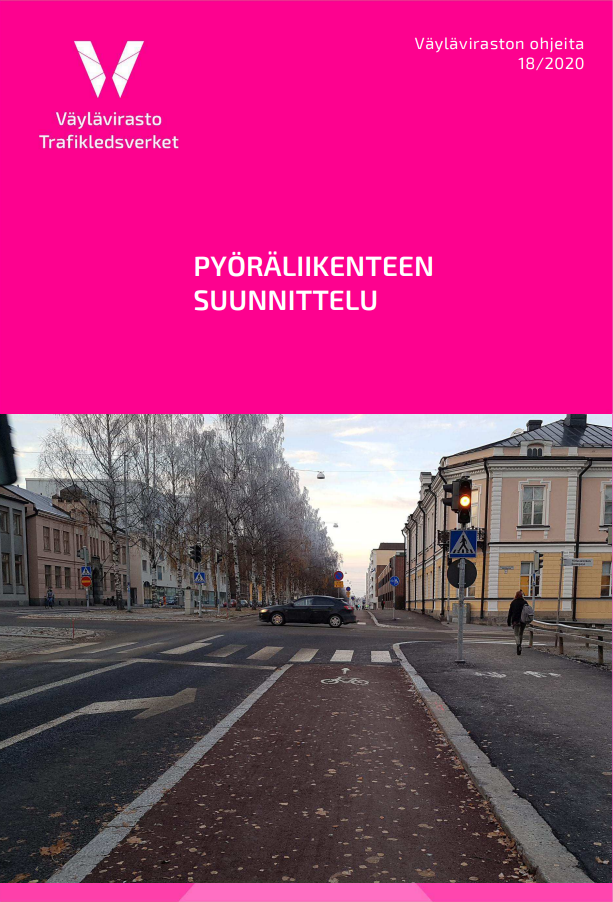 Väyläviraston ohjeita
18/2020
Väylävirasto
Trafikledsverket
PYÖRÄLIIKENTEEN
SUUNNITTELU